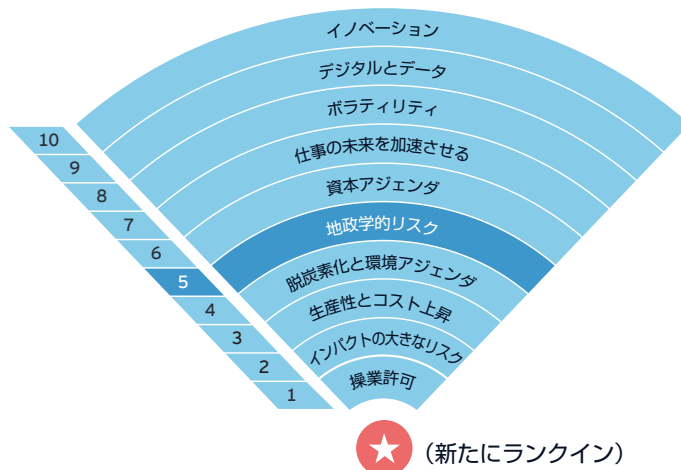 イノベーション
デジタルとデータ
ボラティリティ
仕事の未来を加速させる
資本アジェンダ
地政学的リスク
脱炭素化と環境アジェンダ
生産性とコスト上昇
インパクトの大きなリスク
操業許可
10
9
8
7
6
5
4
3
2
1
（新たにランクイン）